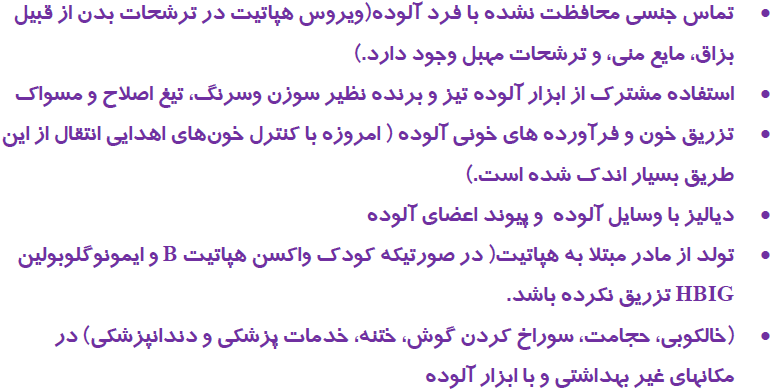 • تماس جنسی محافظت نشده با فرد آلوده(ویروس هپاتیت در ترشحات بدن از قبیل
بزاق، مایع منی، و ترشحات مهبل وجود دارد.)
• استفاده مشترک از ابزار آلوده تیز و برنده نظیر سوزن وسرنگ، تیغ اصلاح و مسواک
• تزریق خون و فرآورده های خونی آلوده ( امروزه با کنترل خون‌های اهدایی انتقال از این
طریق بسیار اندک شده است.)
• دیالیز با وسایل آلوده و پیوند اعضای آلوده
• تولد از مادر مبتلا به هپاتیت( در صورتیکه کودک واکسن هپاتیت B و ایمونوگلوبولین
HBIG تزریق نکرده باشد.
• (خالکوبی، حجامت، سوراخ کردن گوش، ختنه، خدمات پزشکی و دندانپزشکی) در
مکانهای غیر بهداشتی و با ابزار آلوده